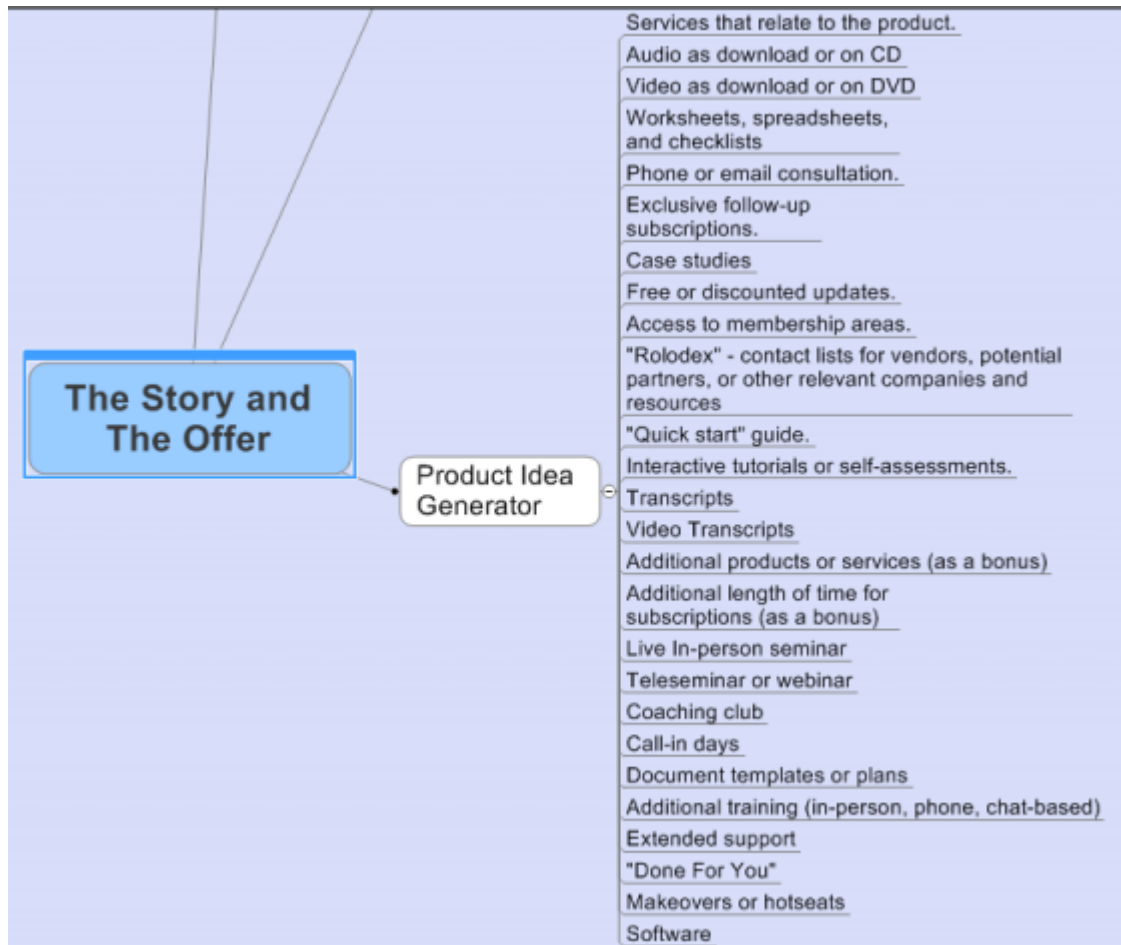 Services that relate to the product.
Audio as download or on CD
Video as download or on DVD
Worksheets, spreadsheets,
and checklists
Phone or email consultation.
Exclusive follow-up
subscriptions.
Case studies
Free or discounted updates.
Access to membership areas.
"Rolodex" - contact lists for vendors, potential
partners, or other relevant companies and
resources
"Quick start" guide.
Interactive tutorials or self-assessments.
Transcripts
Video Transcripts
Additional products or services (as a bonus)
Additional length of time for
subscriptions (as a bonus)
Live In-person seminar
Teleseminar or webinar
Coaching club
Call-in days
Document templates or plans
Additional training (in-person, phone, chat-based)
Extended support
"Done For You"
Makeovers or hotseats
Software
The Story and
The Offer
Product Idea
Generator